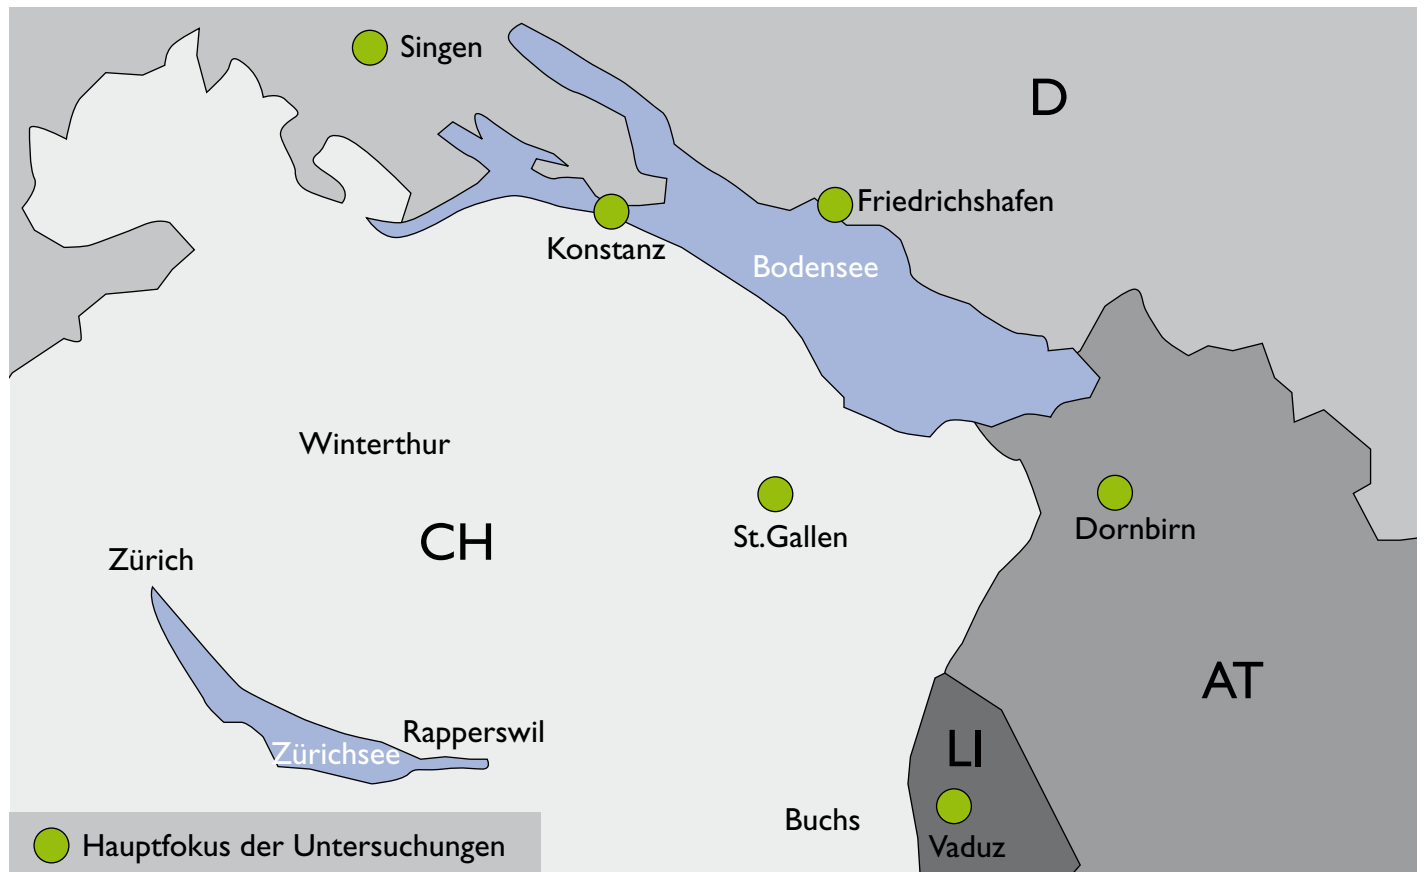 Singen
D
Friedrichshafen
Konstanz
Bodensee
Winterthur
St.Gallen
Dornbirn
CH
Zürich
AT
Rapperswil
Zürichsee
LI
Buchs
Vaduz
Hauptfokus der Untersuchungen